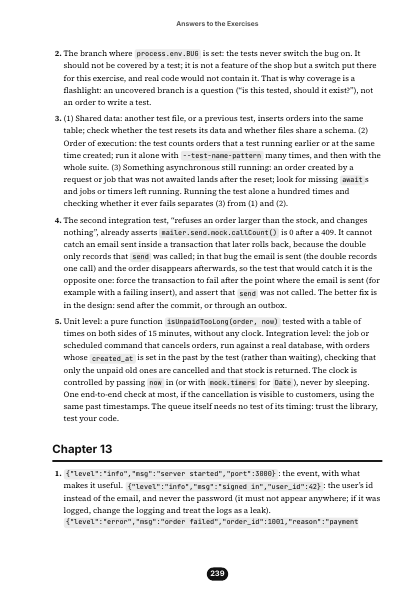 Answers to the Exercises
2. The branch where process.env.BUG is set: the tests never switch the bug on. It
should not be covered by a test; it is not a feature of the shop but a switch put there
for this exercise, and real code would not contain it. That is why coverage is a
flashlight: an uncovered branch is a question (“is this tested, should it exist?”), not
an order to write a test.
3. (1) Shared data: another test file, or a previous test, inserts orders into the same
table; check whether the test resets its data and whether files share a schema. (2)
Order of execution: the test counts orders that a test running earlier or at the same
time created; run it alone with --test-name-pattern many times, and then with the
whole suite. (3) Something asynchronous still running: an order created by a
request or job that was not awaited lands after the reset; look for missing await s
and jobs or timers left running. Running the test alone a hundred times and
checking whether it ever fails separates (3) from (1) and (2).
4. The second integration test, “refuses an order larger than the stock, and changes
nothing”, already asserts mailer.send.mock.callCount() is 0 after a 409. It cannot
catch an email sent inside a transaction that later rolls back, because the double
only records that send was called; in that bug the email is sent (the double records
one call) and the order disappears afterwards, so the test that would catch it is the
opposite one: force the transaction to fail after the point where the email is sent (for
example with a failing insert), and assert that send was not called. The better fix is
in the design: send after the commit, or through an outbox.
5. Unit level: a pure function isUnpaidTooLong(order, now) tested with a table of
times on both sides of 15 minutes, without any clock. Integration level: the job or
scheduled command that cancels orders, run against a real database, with orders
whose created_at is set in the past by the test (rather than waiting), checking that
only the unpaid old ones are cancelled and that stock is returned. The clock is
controlled by passing now in (or with mock.timers for Date ), never by sleeping.
One end-to-end check at most, if the cancellation is visible to customers, using the
same past timestamps. The queue itself needs no test of its timing: trust the library,
test your code.
Chapter 13
1. {"level":"info","msg":"server started","port":3000} : the event, with what
makes it useful. {"level":"info","msg":"signed in","user_id":42} : the user’s id
instead of the email, and never the password (it must not appear anywhere; if it was
logged, change the logging and treat the logs as a leak).
{"level":"error","msg":"order failed","order_id":1001,"reason":"payment
239